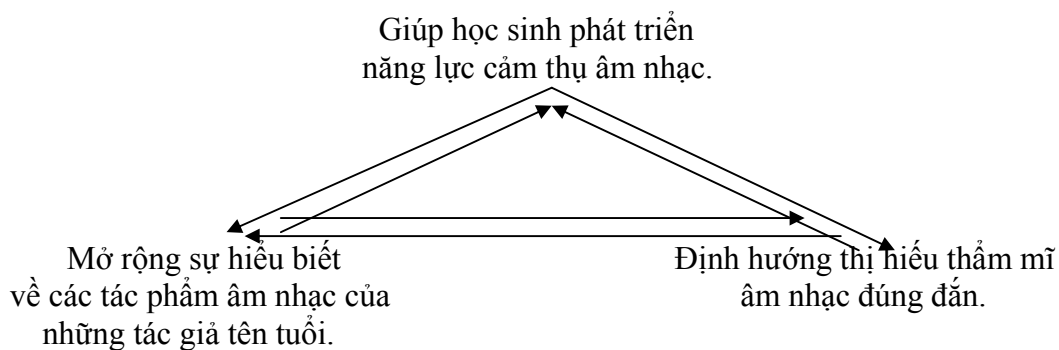 Giúp học sinh phát triển
năng lực cảm thụ âm nhạc.
Mở rộng sự hiểu biết
về các tác phẩm âm nhạc của
những tác giả tên tuổi.
Định hướng thị hiếu thẩm mĩ
âm nhạc đúng đắn.